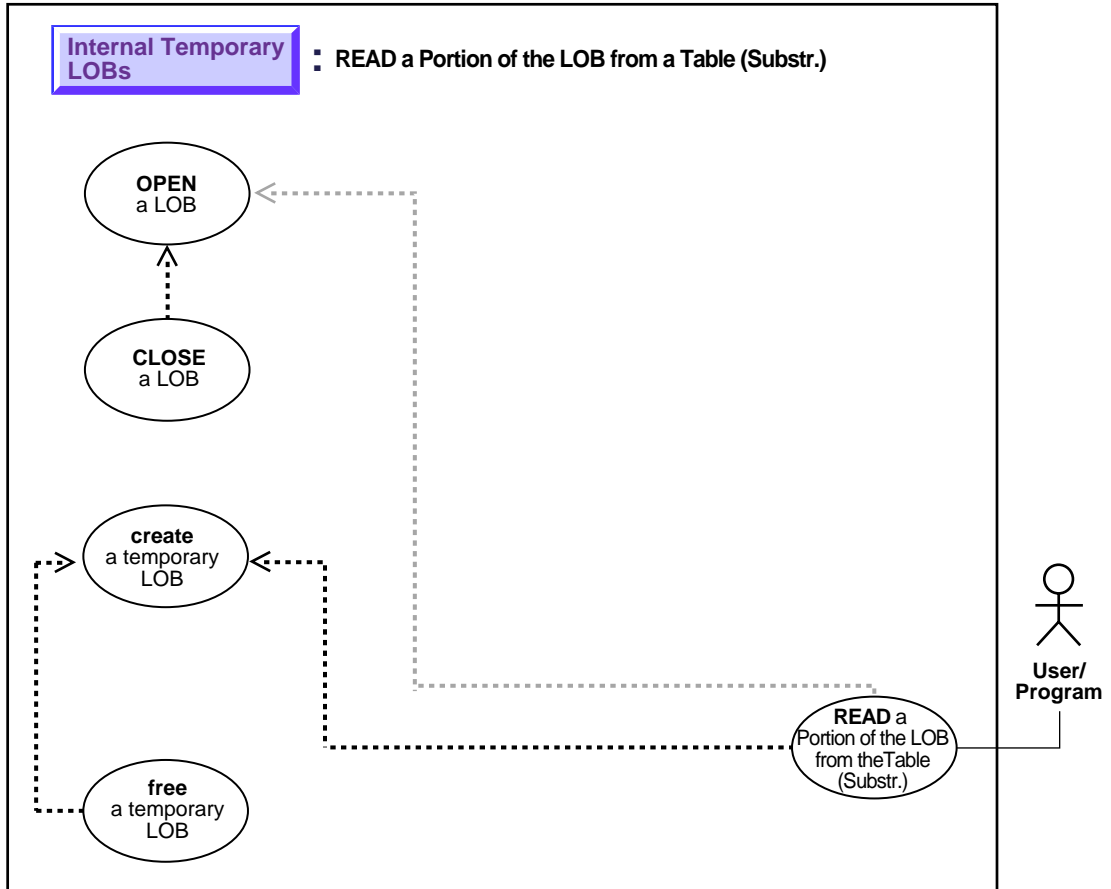 Internal Temporary
LOBs
: READ a Portion of the LOB from a Table (Substr.)
OPEN
a LOB
CLOSE
a LOB
create
a temporary
LOB
User/
Program
READ a
Portion of the LOB
from theTable
(Substr.)
free
a temporary
LOB